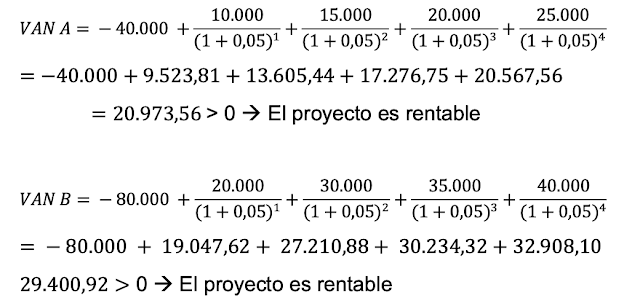 VAN A = − 40.000 + 10.000/(1 + 0,05)¹ + 15.000/(1 + 0,05)² + 20.000/(1 + 0,05)³ + 25.000/(1 + 0,05)⁴
= −40.000 + 9.523,81 + 13.605,44 + 17.276,75 + 20.567,56
= 20.973,56 > 0 → El proyecto es rentable
VAN B = − 80.000 + 20.000/(1 + 0,05)¹ + 30.000/(1 + 0,05)² + 35.000/(1 + 0,05)³ + 40.000/(1 + 0,05)⁴
= − 80.000 + 19.047,62 + 27.210,88 + 30.234,32 + 32.908,10
29.400,92 > 0 → El proyecto es rentable